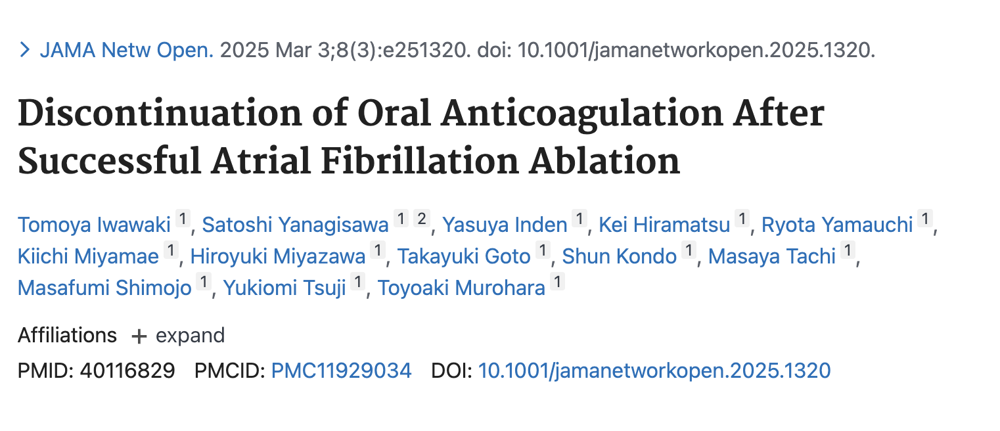 > JAMA Netw Open. 2025 Mar 3;8(3):e251320. doi: 10.1001/jamanetworkopen.2025.1320.
Discontinuation of Oral Anticoagulation After
Successful Atrial Fibrillation Ablation
Tomoya Iwawaki 1, Satoshi Yanagisawa 1 2, Yasuya Inden 1, Kei Hiramatsu 1, Ryota Yamauchi 1,
Kiichi Miyamae 1, Hiroyuki Miyazawa 1, Takayuki Goto 1, Shun Kondo 1, Masaya Tachi 1,
Masafumi Shimojo 1, Yukiomi Tsuji 1, Toyoaki Murohara 1
Affiliations + expand
PMID: 40116829 PMCID: PMC11929034 DOI: 10.1001/jamanetworkopen.2025.1320